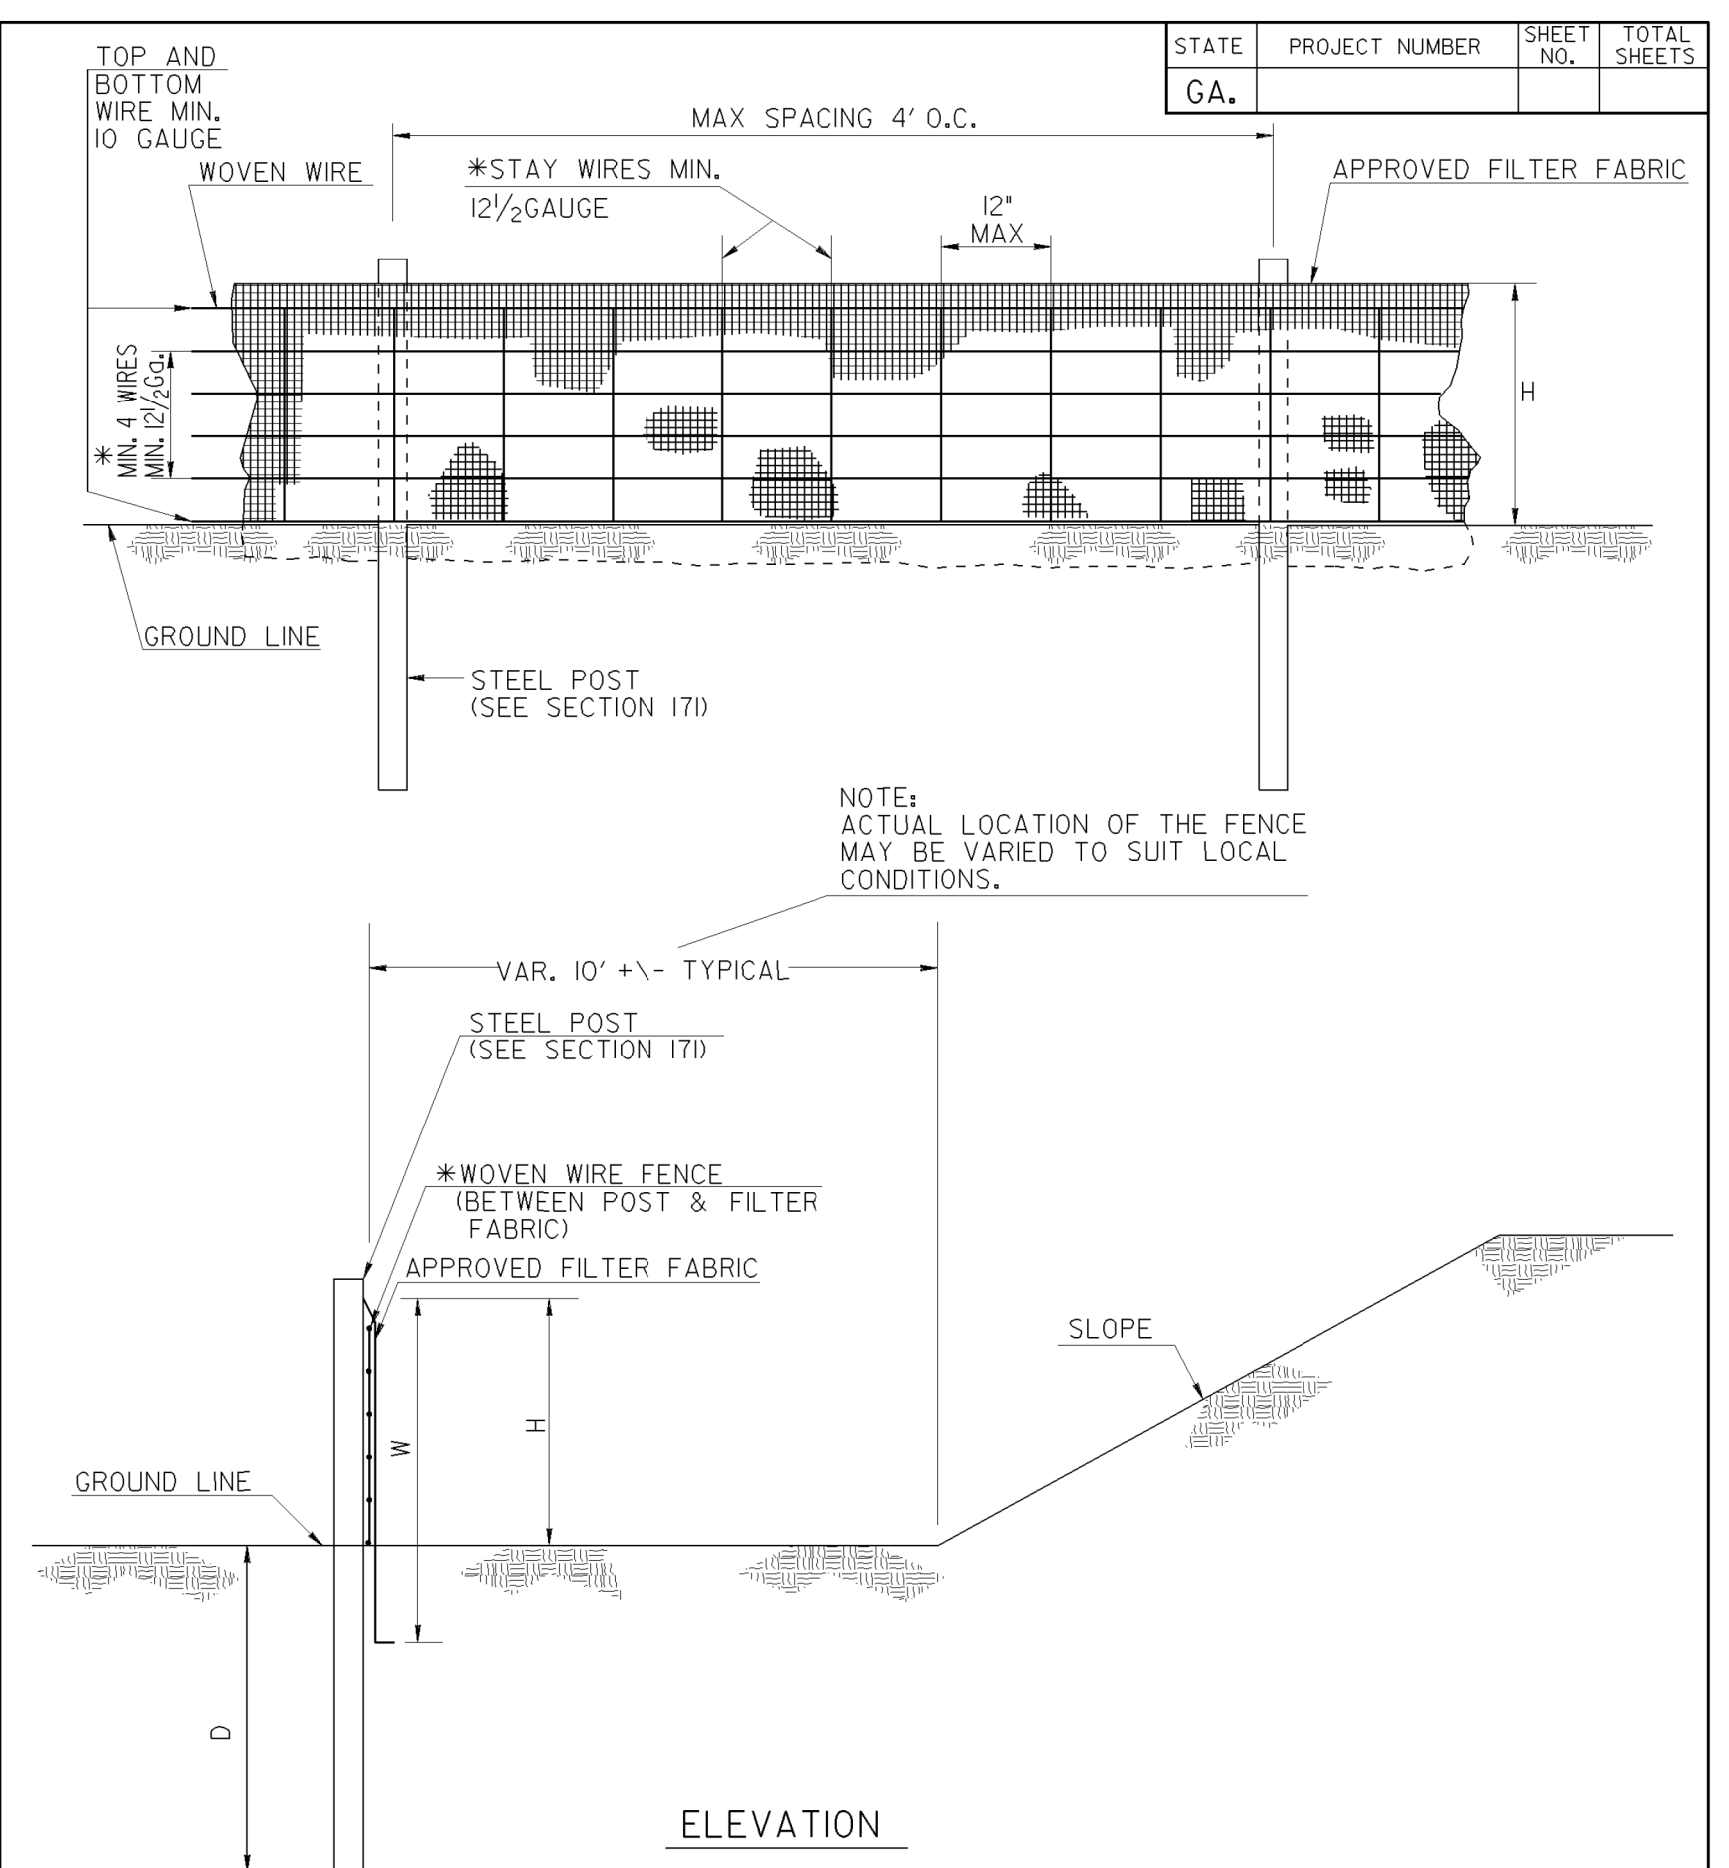 STATE
PROJECT NUMBER
SHEET
NO.
TOTAL
SHEETS
GA.
TOP AND
BOTTOM
WIRE MIN.
10 GAUGE
MAX SPACING 4' O.C.
WOVEN WIRE
*STAY WIRES MIN.
12 1/2 GAUGE
12"
MAX
APPROVED FILTER FABRIC
*
MIN. 4 WIRES
MIN. 12 1/2 Ga.
H
GROUND LINE
STEEL POST
(SEE SECTION 171)
NOTE:
ACTUAL LOCATION OF THE FENCE
MAY BE VARIED TO SUIT LOCAL
CONDITIONS.
VAR. 10' +\- TYPICAL
STEEL POST
(SEE SECTION 171)
*WOVEN WIRE FENCE
(BETWEEN POST & FILTER
FABRIC)
APPROVED FILTER FABRIC
SLOPE
W
H
GROUND LINE
D
ELEVATION